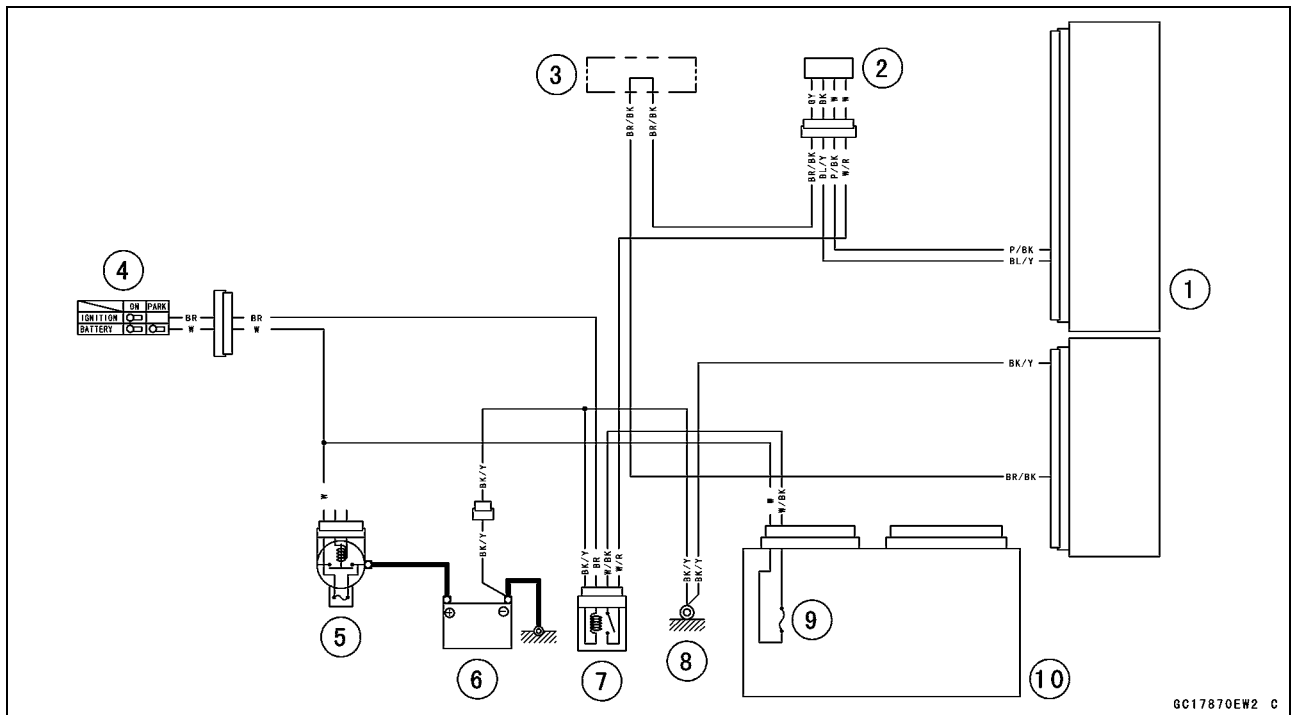 3
2
BR/BK
BR/BK
GY
BK
W
W
BR/BK
BL/Y
P/BK
W/R
P/BK
BL/Y
1
4
ON PARK
IGNITION
BATTERY
BR
W
BR
W
BK/Y
BR/BK
W
BK/Y
BK/Y
BK/Y
BR
W/BK
W/R
BK/Y
BK/Y
W
W/BK
5
6
7
8
9
10
GC17870EW2 C